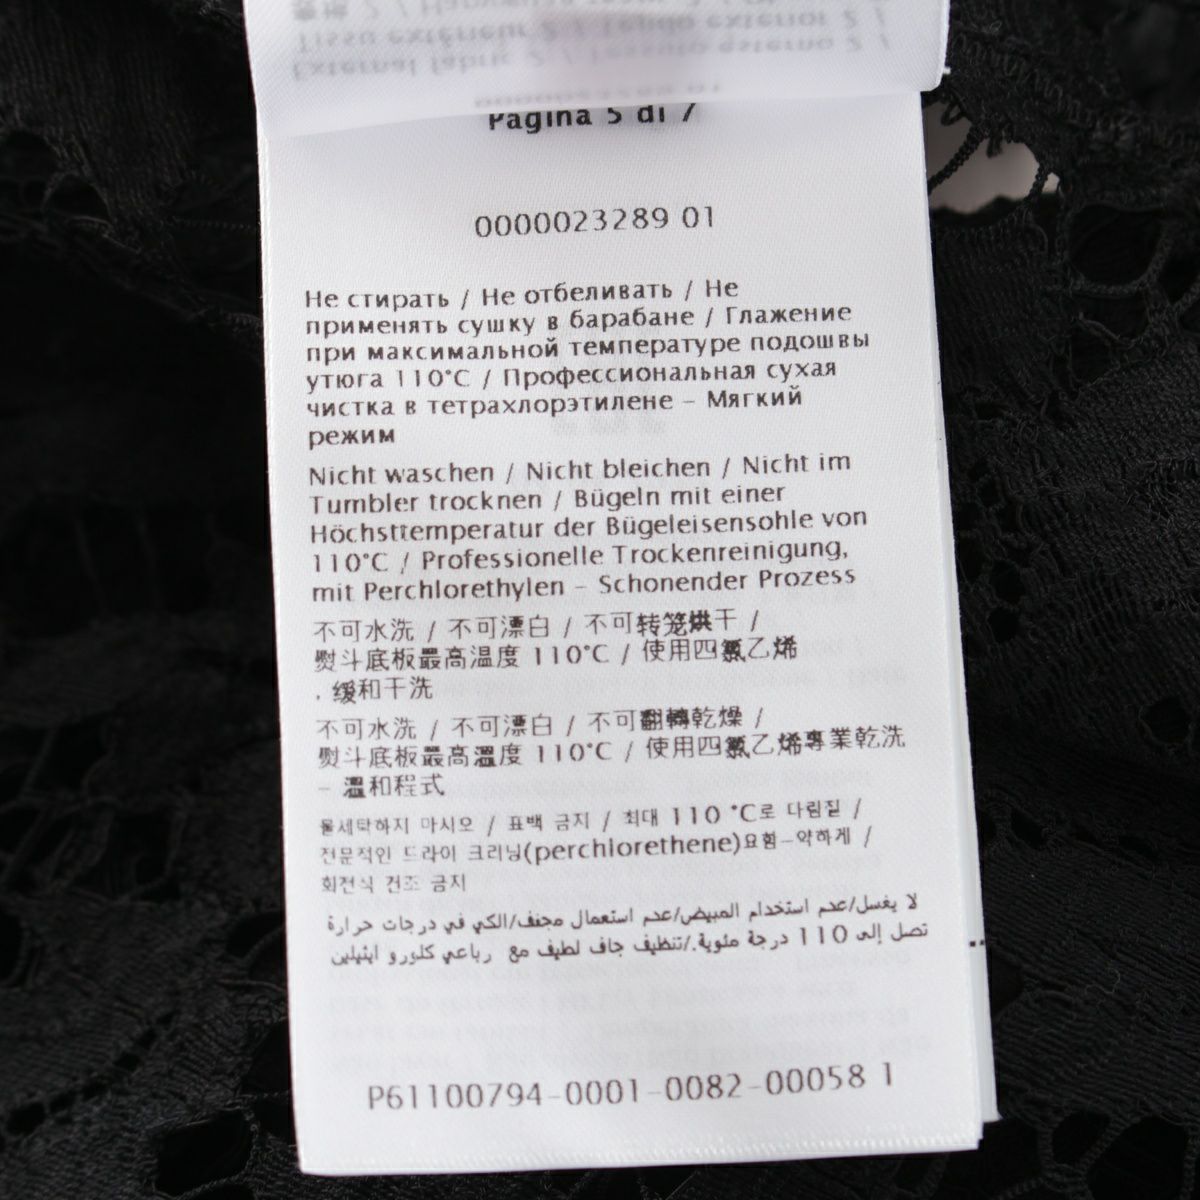 Pagina 5 di 7
0000023289 01
Не стирать / Не отбеливать / Не
применять сушку в барабане / Глажение
при максимальной температуре подошвы
утюга 110°C / Профессиональная сухая
чистка в тетрахлорэтилене – Мягкий
режим
Nicht waschen / Nicht bleichen / Nicht im
Tumbler trocknen / Bügeln mit einer
Höchsttemperatur der Bügeleisensohle von
110°C / Professionelle Trockenreinigung,
mit Perchlorethylen – Schonender Prozess
不可水洗 / 不可漂白 / 不可转笼烘干 /
熨斗底板最高温度 110°C / 使用四氯乙烯
. 缓和干洗
不可水洗 / 不可漂白 / 不可翻轉乾燥 /
熨斗底板最高溫度 110°C / 使用四氯乙烯專業乾洗
– 溫和程式
물세탁하지 마시오 / 표백 금지 / 최대 110 °C로 다림질 /
전문적인 드라이 크리닝(perchlorethene)요함-약하게 /
회전식 건조 금지
لا يغسل/عدم استخدام المبيض/عدم استعمال مجفف/الكي في درجات حرارة
تصل إلى 110 درجة مئوية./تنظيف جاف لطيف مع رباعي كلورو ايثيلين
P61100794-0001-0082-00058 1